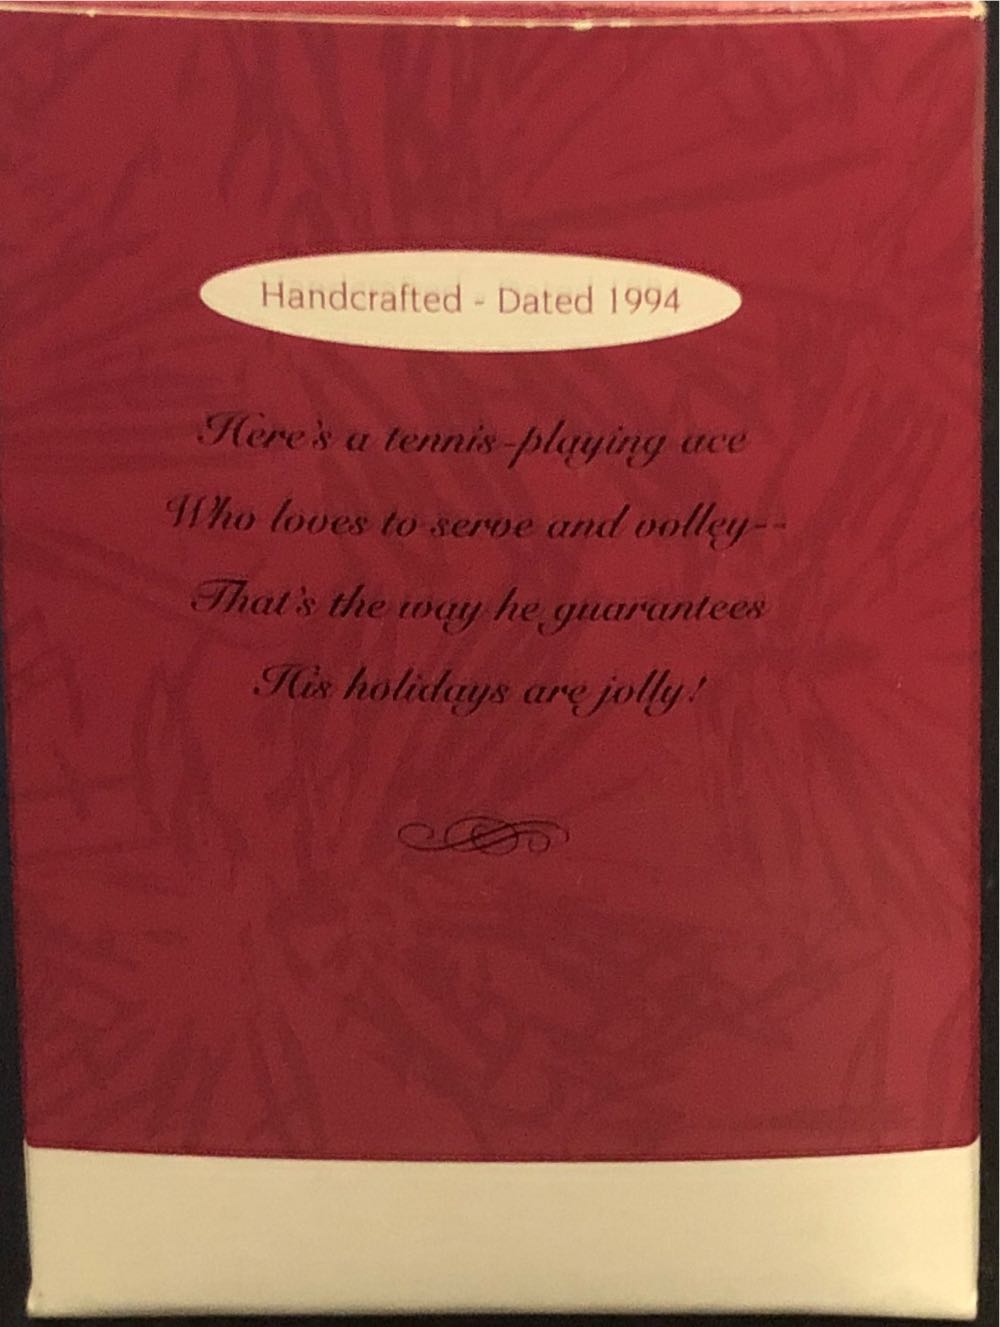 Handcrafted - Dated 1994
Here's a tennis-playing ace
Who loves to serve and volley--
That's the way he guarantees
His holidays are jolly!